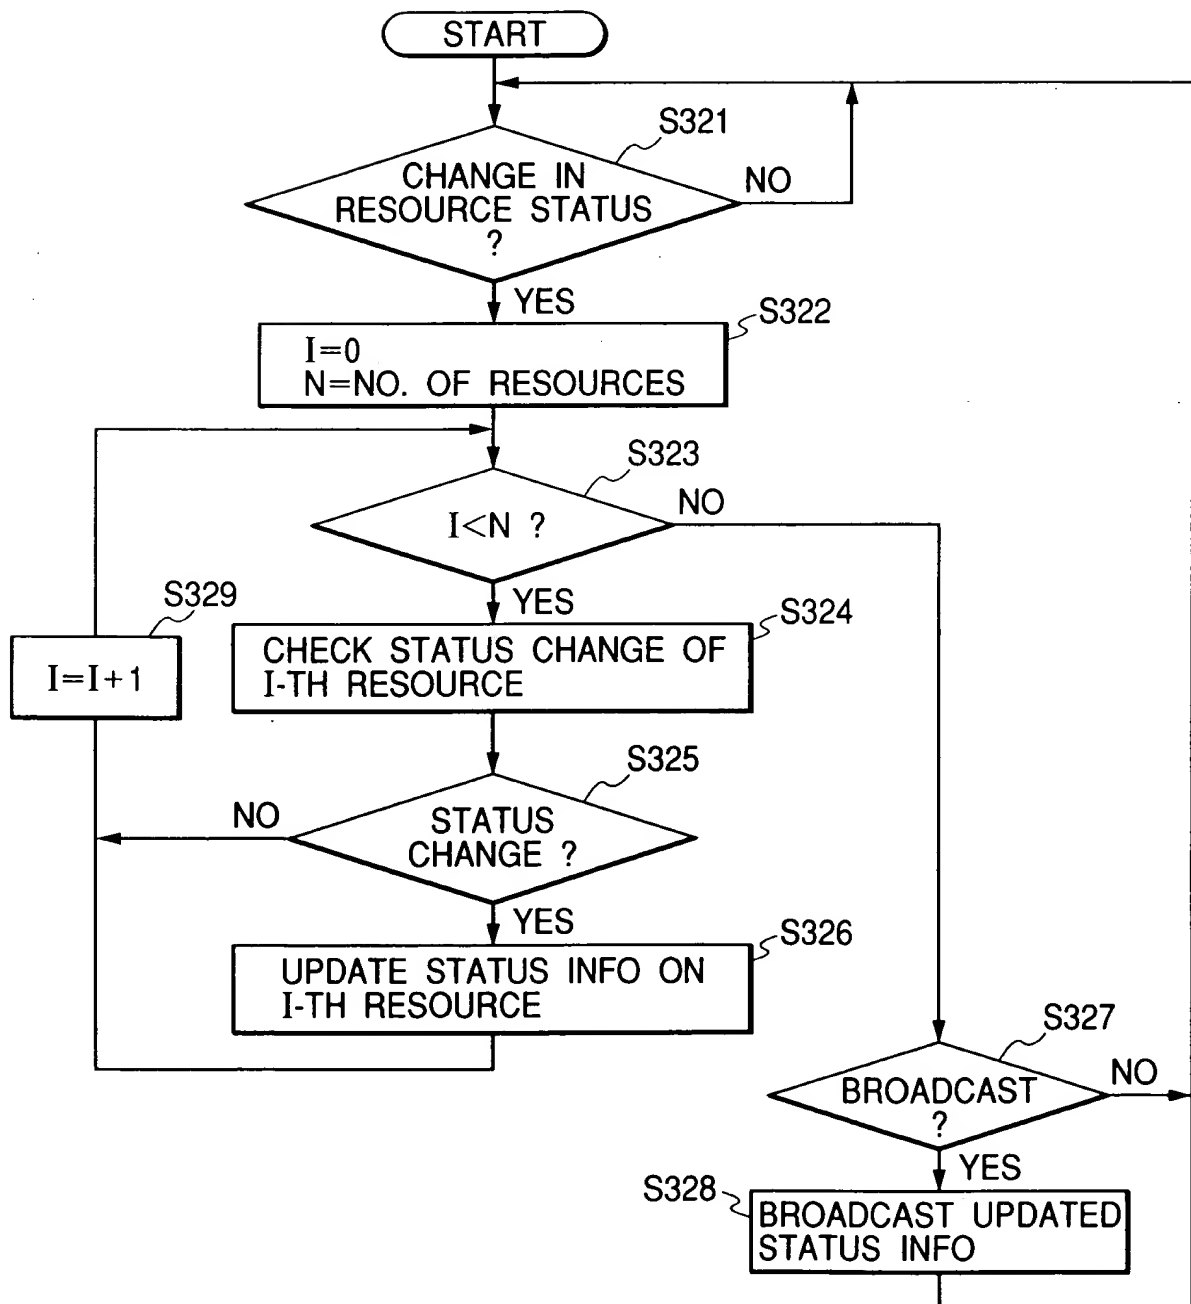 START
S321
CHANGE IN
RESOURCE STATUS
?
NO
YES
S322
I=0
N=NO. OF RESOURCES
S323
I<N ?
NO
YES
S324
CHECK STATUS CHANGE OF
I-TH RESOURCE
S329
I=I+1
S325
STATUS
CHANGE ?
NO
YES
S326
UPDATE STATUS INFO ON
I-TH RESOURCE
S327
BROADCAST
?
NO
YES
S328
BROADCAST UPDATED
STATUS INFO